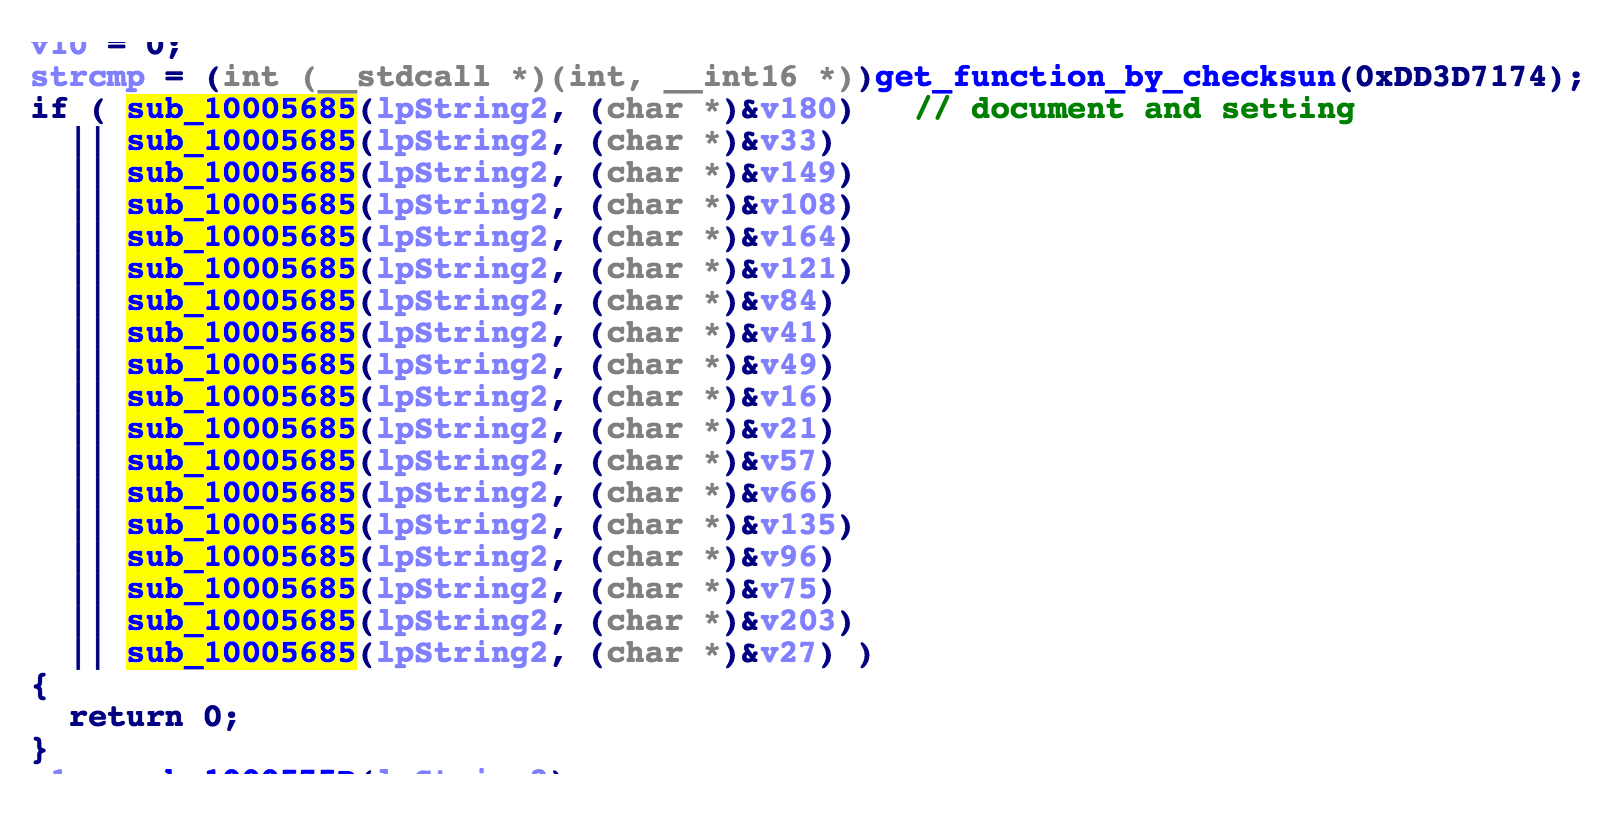 v10 = 0;
strcmp = (int (__stdcall *)(int, __int16 *))get_function_by_checksun(0xDD3D7174);
if ( sub_10005685(lpString2, (char *)&v180)   // document and setting
|| sub_10005685(lpString2, (char *)&v33)
|| sub_10005685(lpString2, (char *)&v149)
|| sub_10005685(lpString2, (char *)&v108)
|| sub_10005685(lpString2, (char *)&v164)
|| sub_10005685(lpString2, (char *)&v121)
|| sub_10005685(lpString2, (char *)&v84)
|| sub_10005685(lpString2, (char *)&v41)
|| sub_10005685(lpString2, (char *)&v49)
|| sub_10005685(lpString2, (char *)&v16)
|| sub_10005685(lpString2, (char *)&v21)
|| sub_10005685(lpString2, (char *)&v57)
|| sub_10005685(lpString2, (char *)&v66)
|| sub_10005685(lpString2, (char *)&v135)
|| sub_10005685(lpString2, (char *)&v96)
|| sub_10005685(lpString2, (char *)&v75)
|| sub_10005685(lpString2, (char *)&v203)
|| sub_10005685(lpString2, (char *)&v27) )
{
return 0;
}